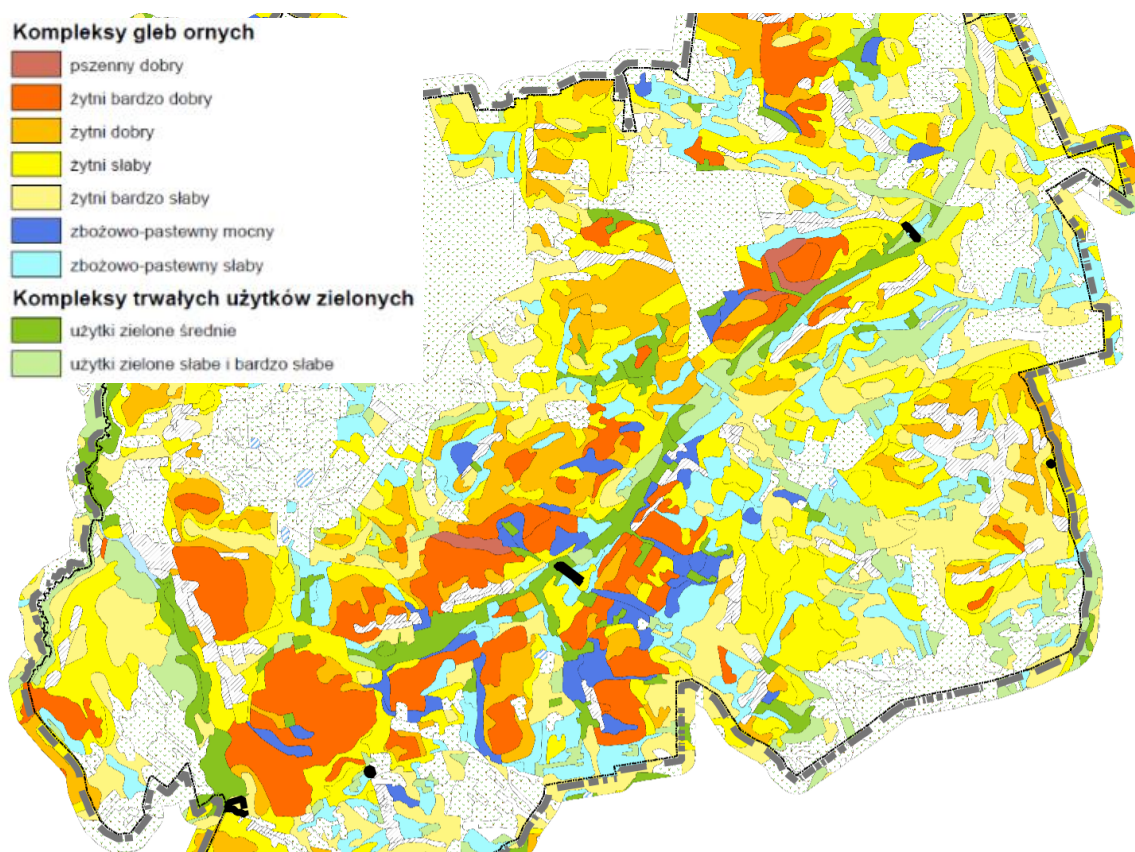 Kompleksy gleb ornych
pszenny dobry
żytni bardzo dobry
żytni dobry
żytni słaby
żytni bardzo słaby
zbożowo-pastewny mocny
zbożowo-pastewny słaby
Kompleksy trwałych użytków zielonych
użytki zielone średnie
użytki zielone słabe i bardzo słabe